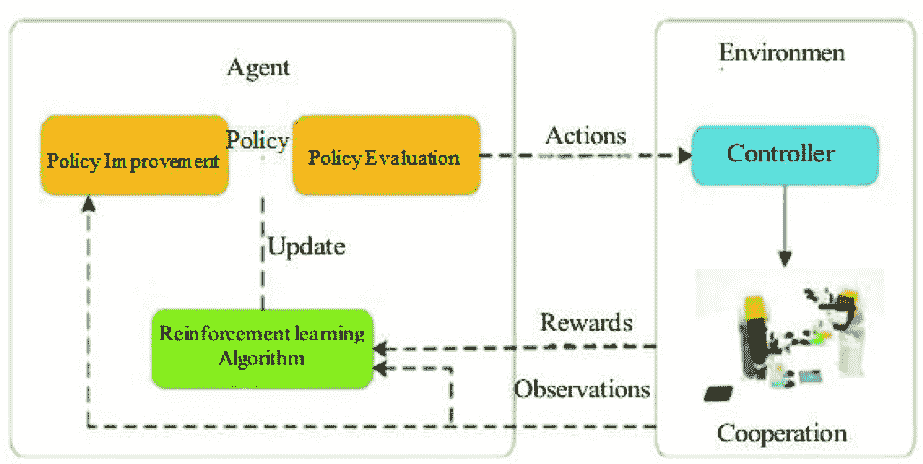 Agent
Environmen
Policy Improvement
Policy
Policy Evaluation
Actions
Controller
Update
Reinforcement learning
Algorithm
Rewards
Observations
Cooperation